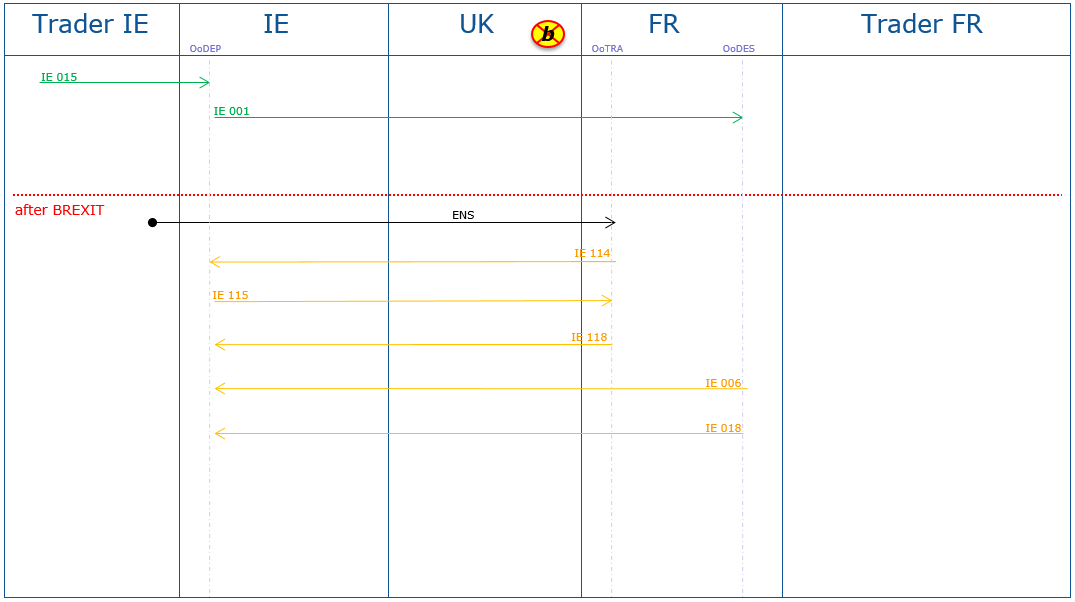 Trader IE
IE
UK
b
FR
Trader FR
OoDEP
OoTRA
OoDES
IE 015
IE 001
after BREXIT
ENS
IE 114
IE 115
IE 118
IE 006
IE 018